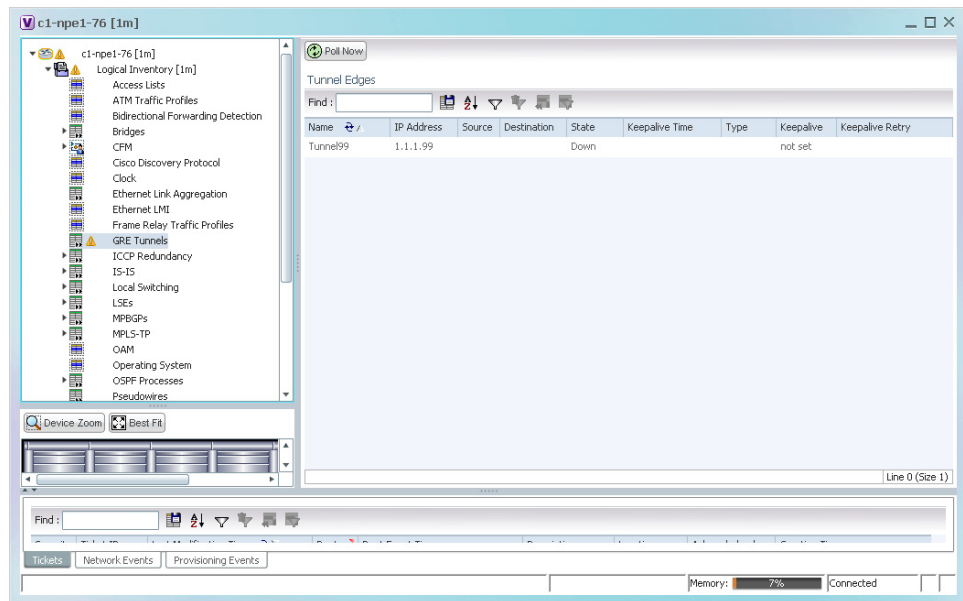 V c1-npe1-76 [1m]
c1-npe1-76 [1m]
Logical Inventory [1m]
Access Lists
ATM Traffic Profiles
Bidirectional Forwarding Detection
Bridges
CFM
Cisco Discovery Protocol
Clock
Ethernet Link Aggregation
Ethernet LMI
Frame Relay Traffic Profiles
GRE Tunnels
ICCP Redundancy
IS-IS
Local Switching
LSEs
MPBGPs
MPLS-TP
OAM
Operating System
OSPF Processes
Pseudowires
Device Zoom Best Fit
Poll Now
Tunnel Edges
Find :
Name IP Address Source Destination State Keepalive Time Type Keepalive Keepalive Retry
Tunnel99 1.1.1.99 Down not set
Line 0 (Size 1)
Find :
Tickets Network Events Provisioning Events
Memory: 7% Connected